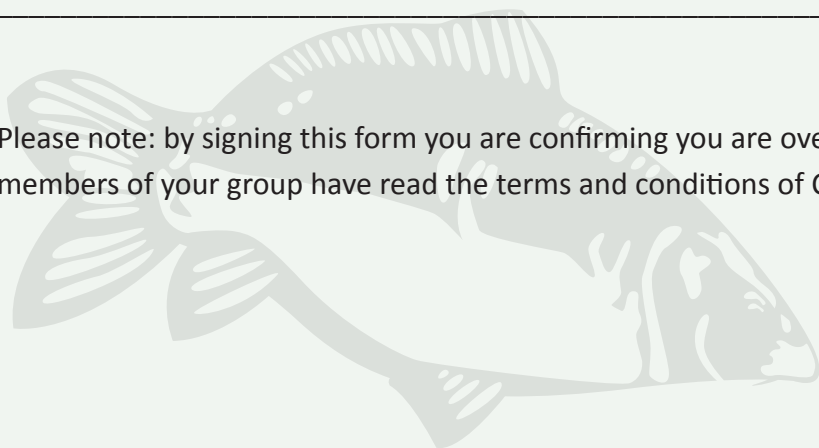 Please note: by signing this form you are confirming you are ove
members of your group have read the terms and conditions of